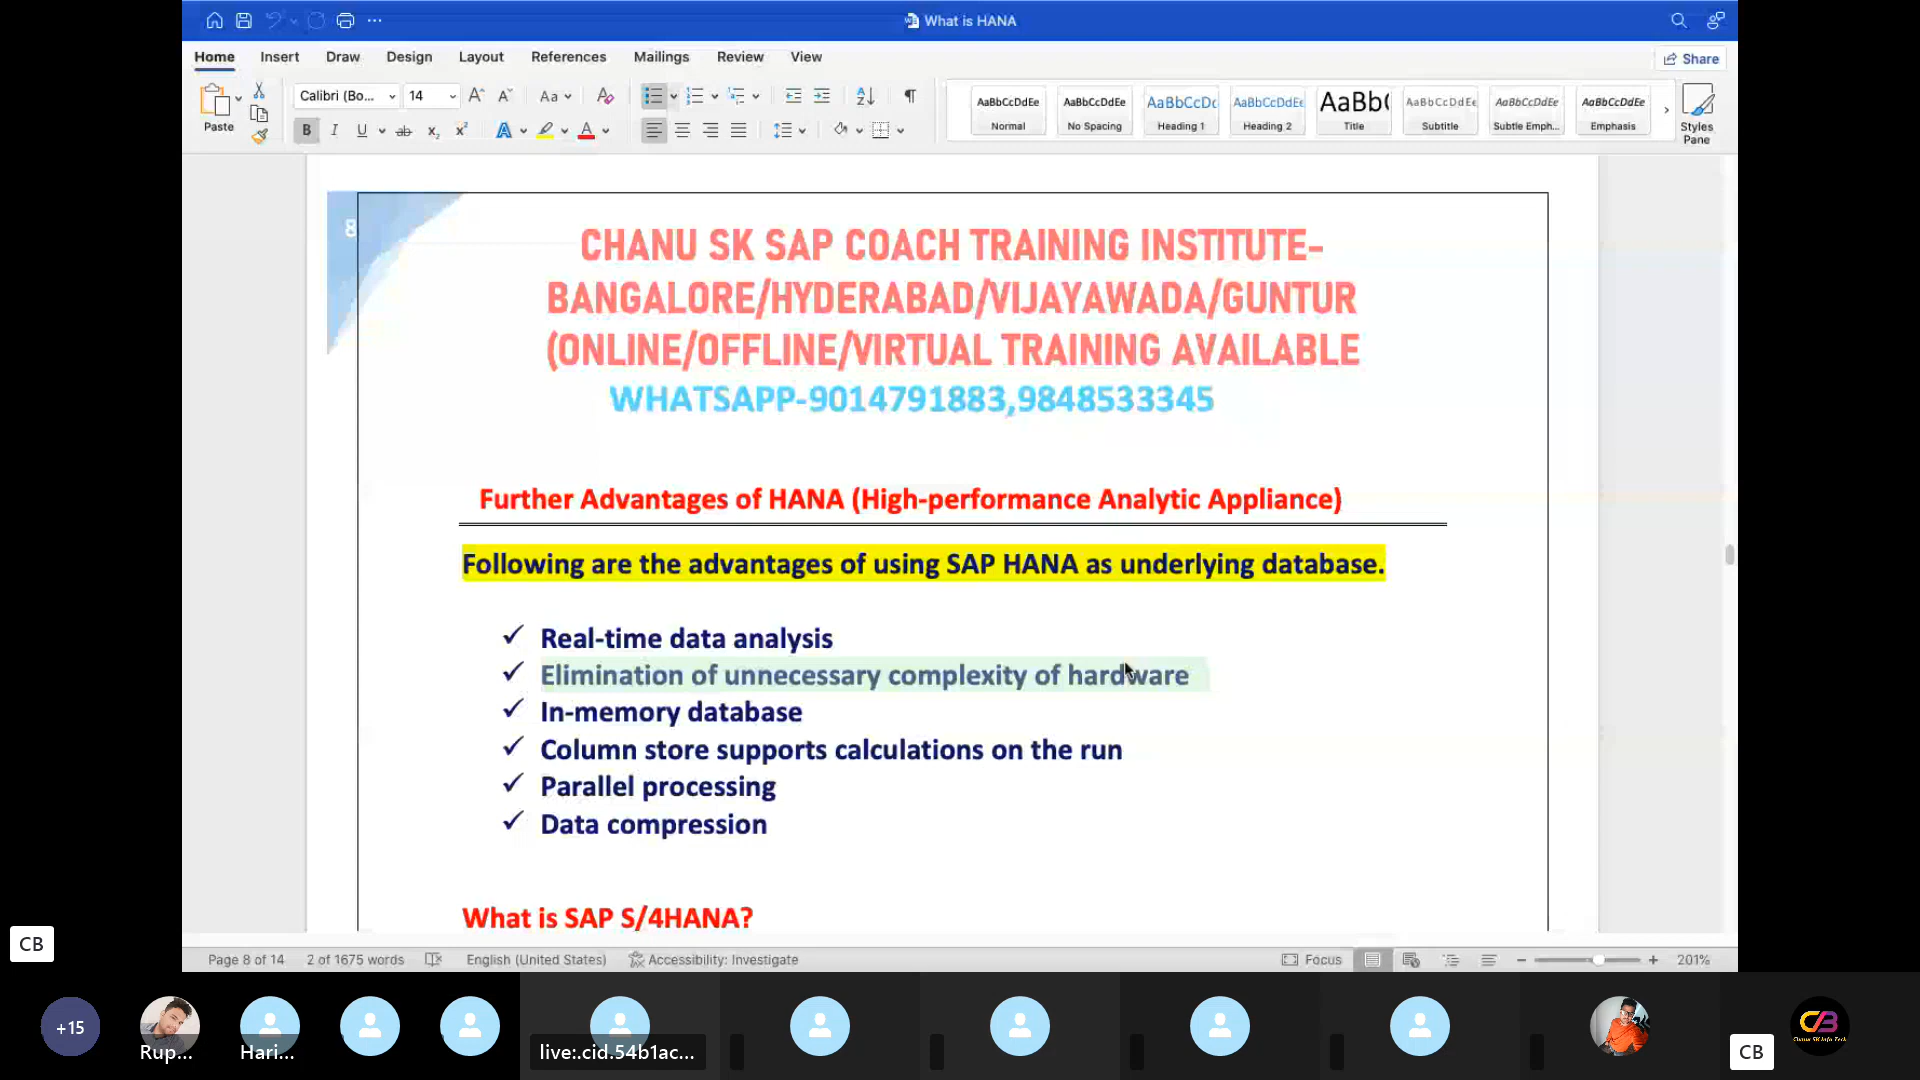 What is HANA
Home Insert Draw Design Layout References Mailings Review View
Share
Paste
Calibri (Bo... 14
AaBbCcDdEe
Normal
AaBbCcDdEe
No Spacing
AaBbCcDc
Heading 1
AaBbCcDdEe
Heading 2
AaBb(
Title
AaBbCcDdEe
Subtitle
AaBbCcDdEe
Subtle Emph...
AaBbCcDdEe
Emphasis
Styles
Pane
8
CHANU SK SAP COACH TRAINING INSTITUTE-
BANGALORE/HYDERABAD/VIJAYAWADA/GUNTUR
(ONLINE/OFFLINE/VIRTUAL TRAINING AVAILABLE
WHATSAPP-9014791883,9848533345
Further Advantages of HANA (High-performance Analytic Appliance)
Following are the advantages of using SAP HANA as underlying database.
Real-time data analysis
Elimination of unnecessary complexity of hardware
In-memory database
Column store supports calculations on the run
Parallel processing
Data compression
What is SAP S/4HANA?
CB
Page 8 of 14 2 of 1675 words English (United States) Accessibility: Investigate Focus 201%
+15
Rup...
Hari...
live:.cid.54b1ac...
CB
Chanu SK Info Tech
CB